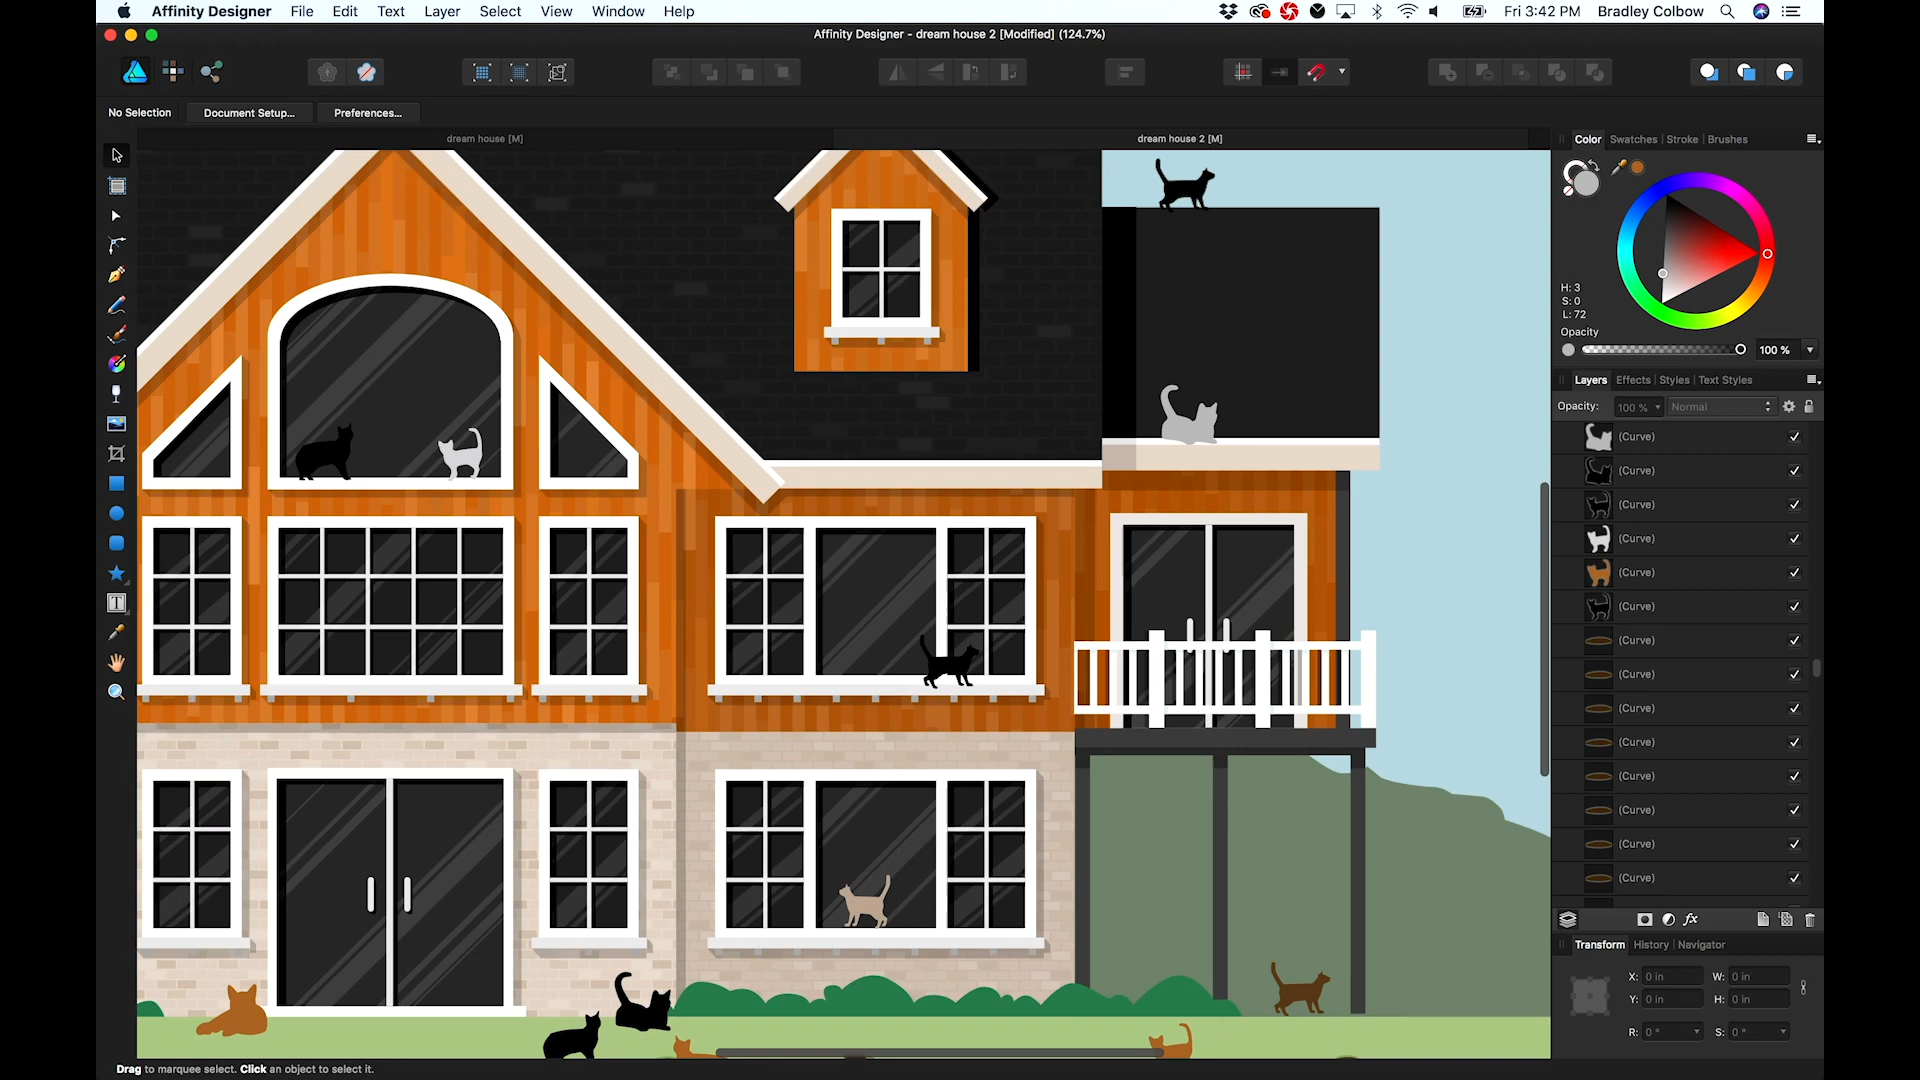 Affinity Designer File Edit Text Layer Select View Window Help Fri 3:42 PM Bradley Colbow
Affinity Designer - dream house 2 [Modified] (124.7%)
No Selection Document Setup... Preferences...
dream house [M] dream house 2 [M]
Color Swatches Stroke Brushes
H: 3
S: 0
L: 72
Opacity
100 %
Layers Effects Styles Text Styles
Opacity: 100 % Normal
(Curve)
(Curve)
(Curve)
(Curve)
(Curve)
(Curve)
(Curve)
(Curve)
(Curve)
(Curve)
(Curve)
(Curve)
(Curve)
(Curve)
fx
Transform History Navigator
X: 0 in W: 0 in
Y: 0 in H: 0 in
R: 0 ° S: 0 °
T
Drag to marquee select. Click an object to select it.